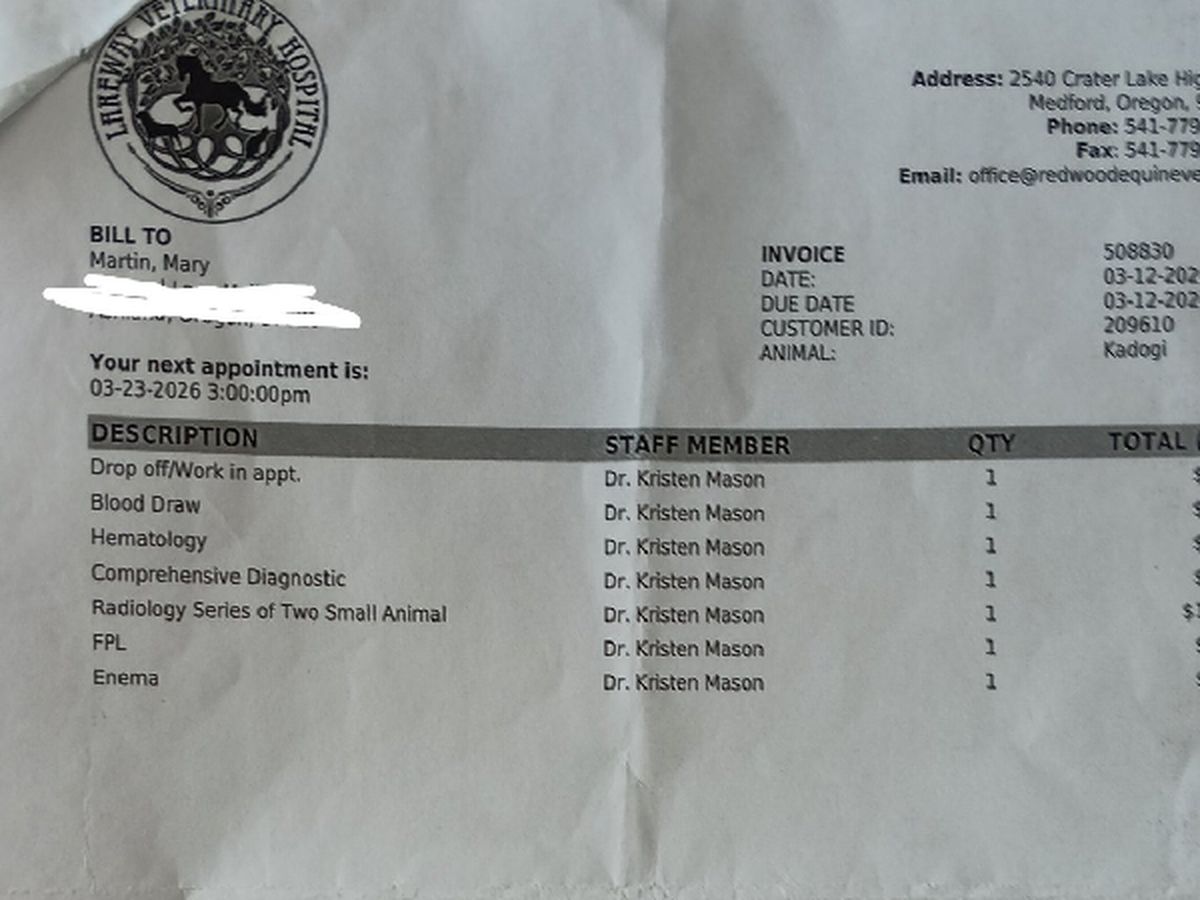 LAKEWAY VETERINARY HOSPITAL
Address: 2540 Crater Lake
Medford, Oregon,
Phone: 541-779
Fax: 541-779
Email: office@redwoodequineve
BILL TO
Martin, Mary
INVOICE 508830
DATE: 03-12-202
DUE DATE 03-12-202
CUSTOMER ID: 209610
ANIMAL: Kadogi
Your next appointment is:
03-23-2026 3:00:00pm
DESCRIPTION STAFF MEMBER QTY TOTAL
Drop off/Work in appt. Dr. Kristen Mason 1 $
Blood Draw Dr. Kristen Mason 1 $
Hematology Dr. Kristen Mason 1 $
Comprehensive Diagnostic Dr. Kristen Mason 1 $
Radiology Series of Two Small Animal Dr. Kristen Mason 1 $1
FPL Dr. Kristen Mason 1 $
Enema Dr. Kristen Mason 1 $